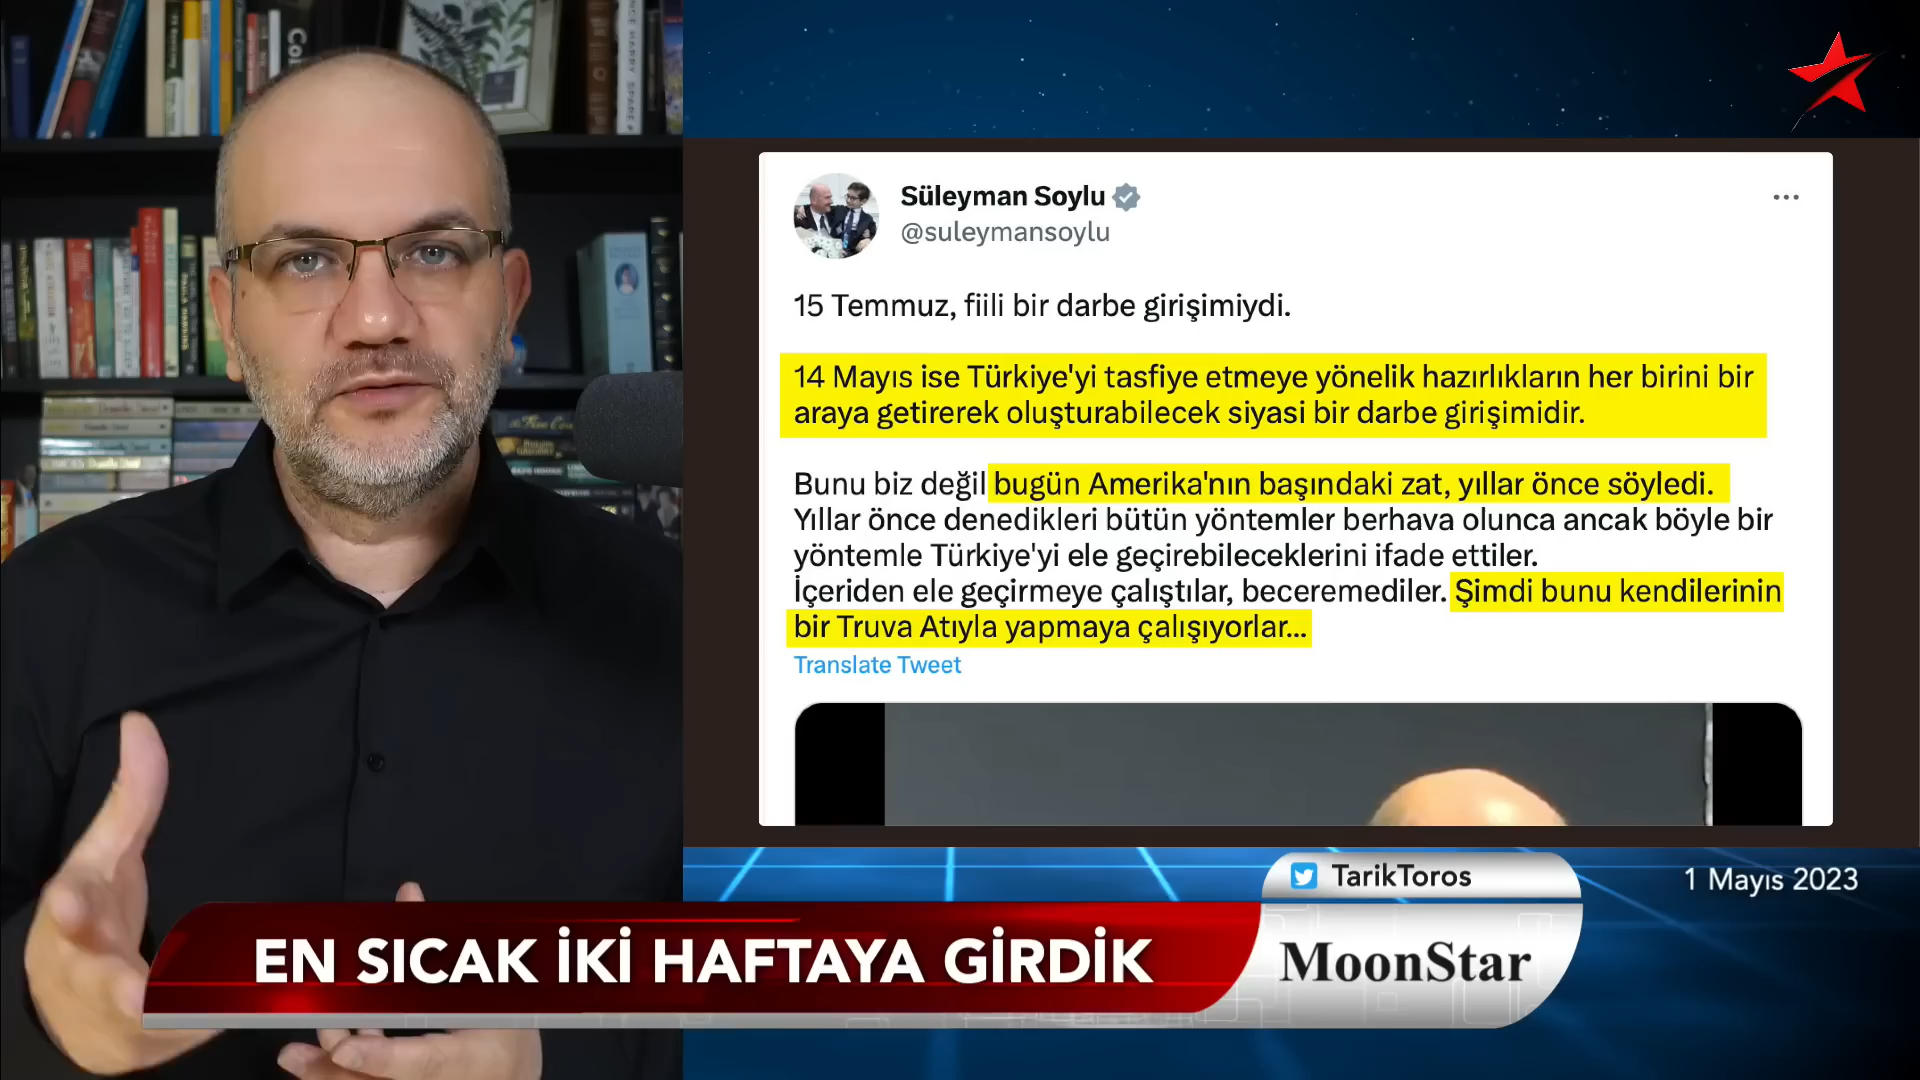 Süleyman Soylu
@suleymansoylu
15 Temmuz, fiili bir darbe girişimiydi.
14 Mayıs ise Türkiye'yi tasfiye etmeye yönelik hazırlıkların her birini bir
araya getirerek oluşturabilecek siyasi bir darbe girişimidir.
Bunu biz değil bugün Amerika'nın başındaki zat, yıllar önce söyledi.
Yıllar önce denedikleri bütün yöntemler berhava olunca ancak böyle bir
yöntemle Türkiye'yi ele geçirebileceklerini ifade ettiler.
İçeriden ele geçirmeye çalıştılar, beceremediler. Şimdi bunu kendilerinin
bir Truva Atıyla yapmaya çalışıyorlar...
Translate Tweet
TarikToros
1 Mayıs 2023
EN SICAK İKİ HAFTAYA GİRDİK
MoonStar